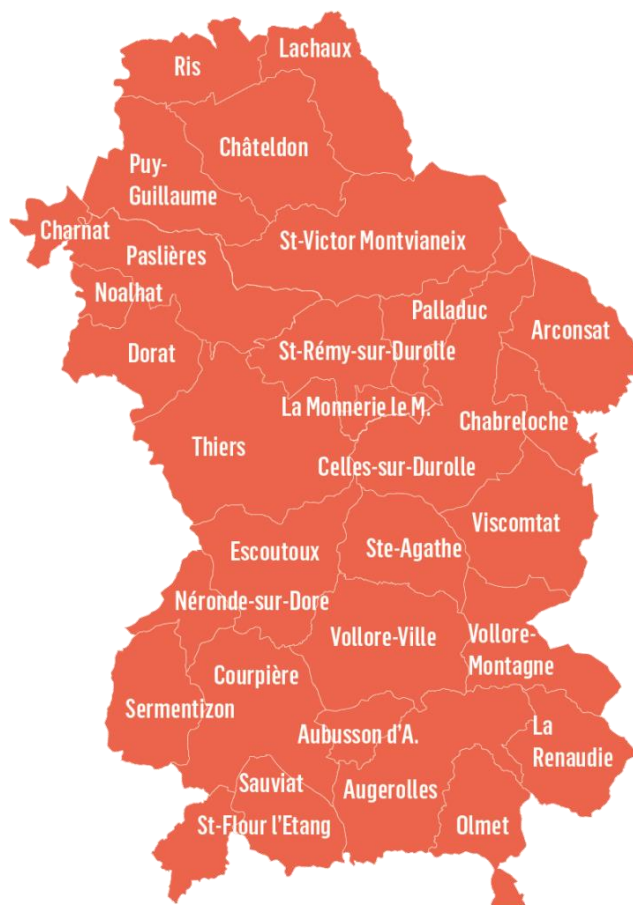 Lachaux
Ris
Châteldon
Puy-
Guillaume
Charnat
St-Victor Montvianeix
Paslières
Noalhat
Palladuc
Arconsat
Dorat
St-Rémy-sur-Durolle
La Monnerie le M.
Chabreloche
Thiers
Celles-sur-Durolle
Viscomtat
Escoutoux
Ste-Agathe
Néronde-sur-Dore
Vollore-Ville
Vollore-
Montagne
Courpière
Sermentizon
Aubusson d'A.
La
Renaudie
Sauviat
Augerolles
St-Flour l'Etang
Olmet